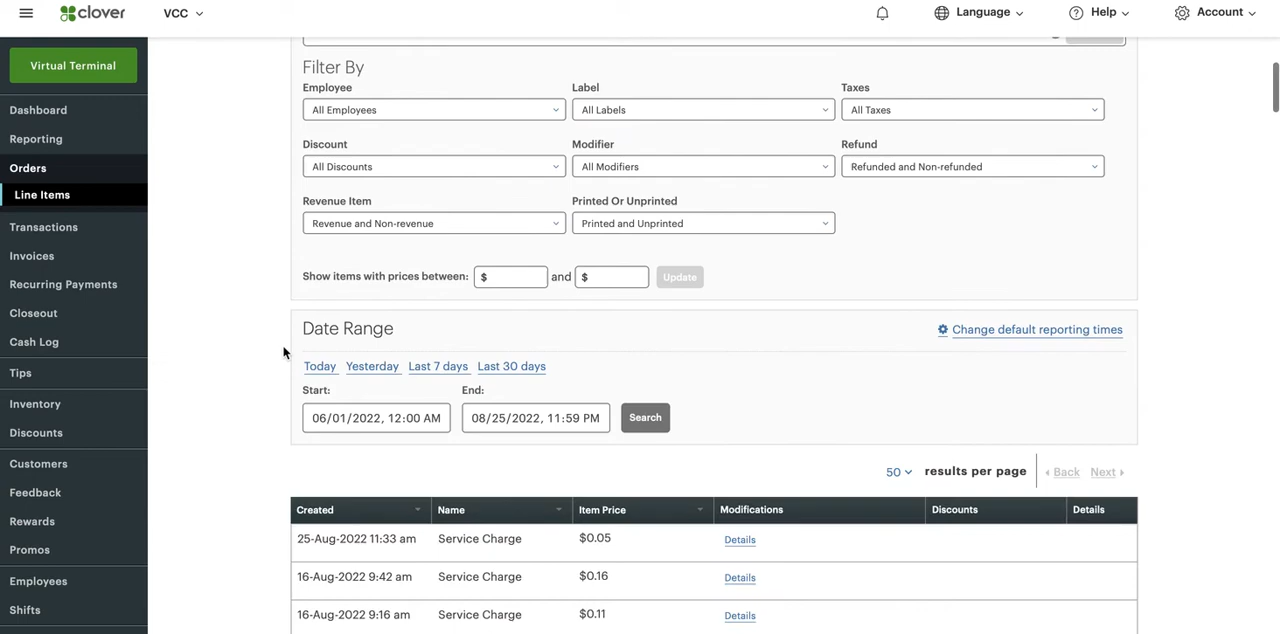 clover
VCC
Language
Help
Account
Virtual Terminal
Dashboard
Reporting
Orders
Line Items
Transactions
Invoices
Recurring Payments
Closeout
Cash Log
Tips
Inventory
Discounts
Customers
Feedback
Rewards
Promos
Employees
Shifts
Filter By
Employee Label Taxes
All Employees All Labels All Taxes
Discount Modifier Refund
All Discounts All Modifiers Refunded and Non-refunded
Revenue Item Printed Or Unprinted
Revenue and Non-revenue Printed and Unprinted
Show items with prices between: $ and $ Update
Date Range Change default reporting times
Today Yesterday Last 7 days Last 30 days
Start: End:
06/01/2022, 12:00 AM 08/25/2022, 11:59 PM Search
50 results per page Back Next
Created Name Item Price Modifications Discounts Details
25-Aug-2022 11:33 am Service Charge $0.05 Details
16-Aug-2022 9:42 am Service Charge $0.16 Details
16-Aug-2022 9:16 am Service Charge $0.11 Details